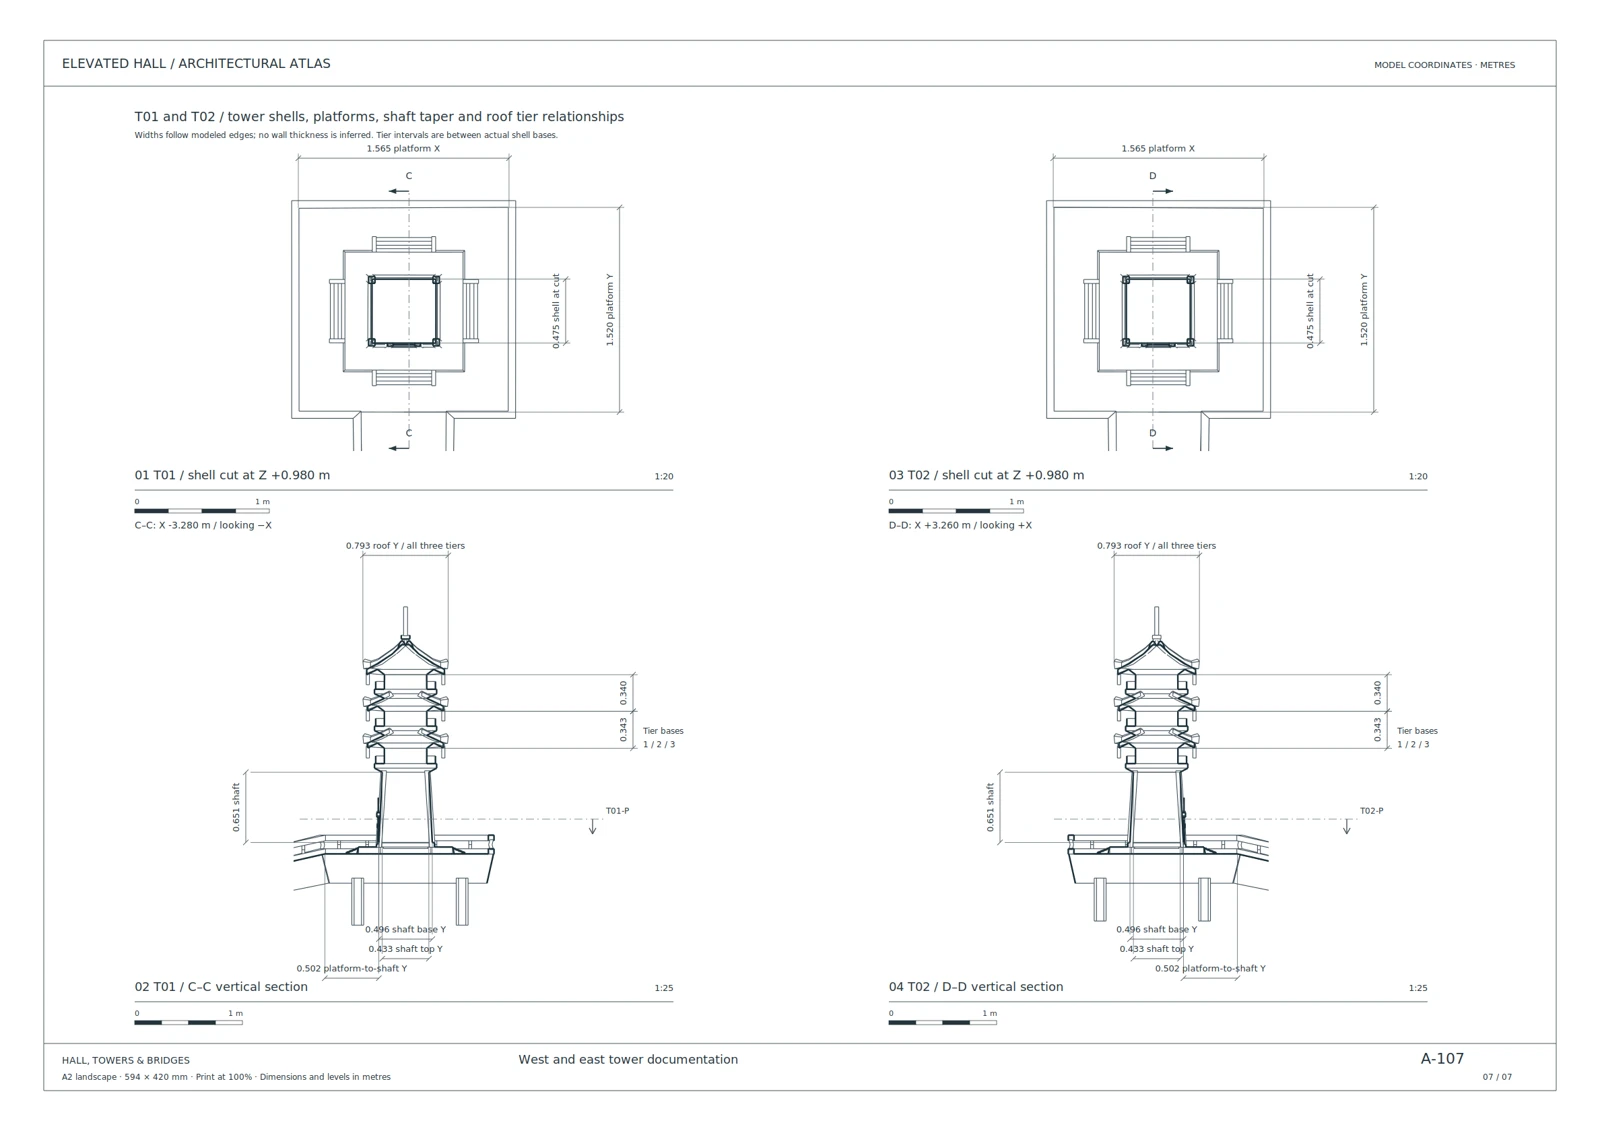 ELEVATED HALL / ARCHITECTURAL ATLAS
MODEL COORDINATES · METRES
T01 and T02 / tower shells, platforms, shaft taper and roof tier relationships
Widths follow modeled edges; no wall thickness is inferred. Tier intervals are between actual shell bases.
1.565 platform X
C
0.475 shell at cut
1.520 platform Y
C
01 T01 / shell cut at Z +0.980 m
1:20
0
1 m
C–C: X -3.280 m / looking −X
1.565 platform X
D
0.475 shell at cut
1.520 platform Y
D
03 T02 / shell cut at Z +0.980 m
1:20
0
1 m
D–D: X +3.260 m / looking +X
0.793 roof Y / all three tiers
0.340
0.343
Tier bases
1 / 2 / 3
0.651 shaft
T01-P
0.496 shaft base Y
0.433 shaft top Y
0.502 platform-to-shaft Y
02 T01 / C–C vertical section
1:25
0
1 m
0.793 roof Y / all three tiers
0.340
0.343
Tier bases
1 / 2 / 3
0.651 shaft
T02-P
0.496 shaft base Y
0.433 shaft top Y
0.502 platform-to-shaft Y
04 T02 / D–D vertical section
1:25
0
1 m
HALL, TOWERS & BRIDGES
A2 landscape · 594 × 420 mm · Print at 100% · Dimensions and levels in metres
West and east tower documentation
A-107
07 / 07